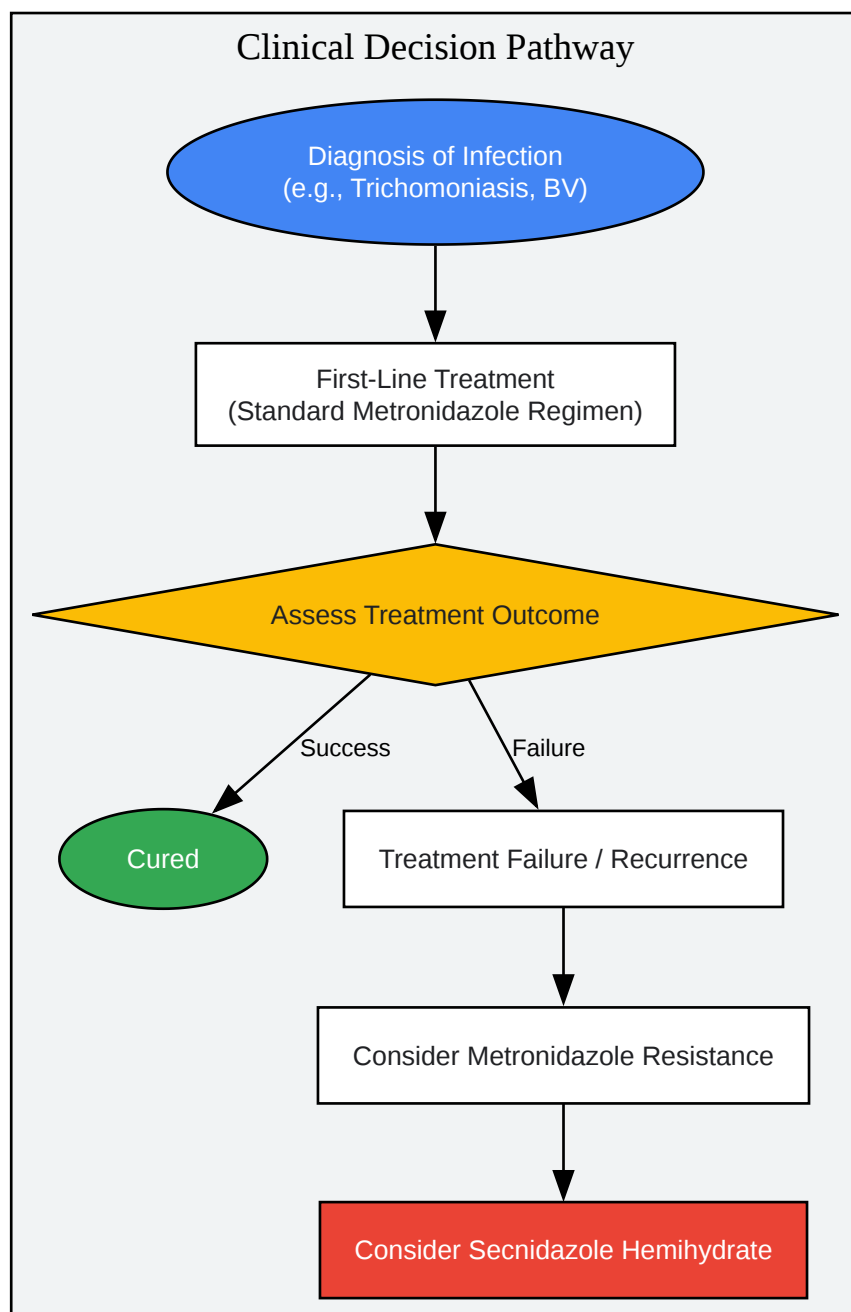 Clinical Decision Pathway
Diagnosis of Infection
(e.g., Trichomoniasis, BV)
First-Line Treatment
(Standard Metronidazole Regimen)
Assess Treatment Outcome
Success
Failure
Cured
Treatment Failure / Recurrence
Consider Metronidazole Resistance
Consider Secnidazole Hemihydrate